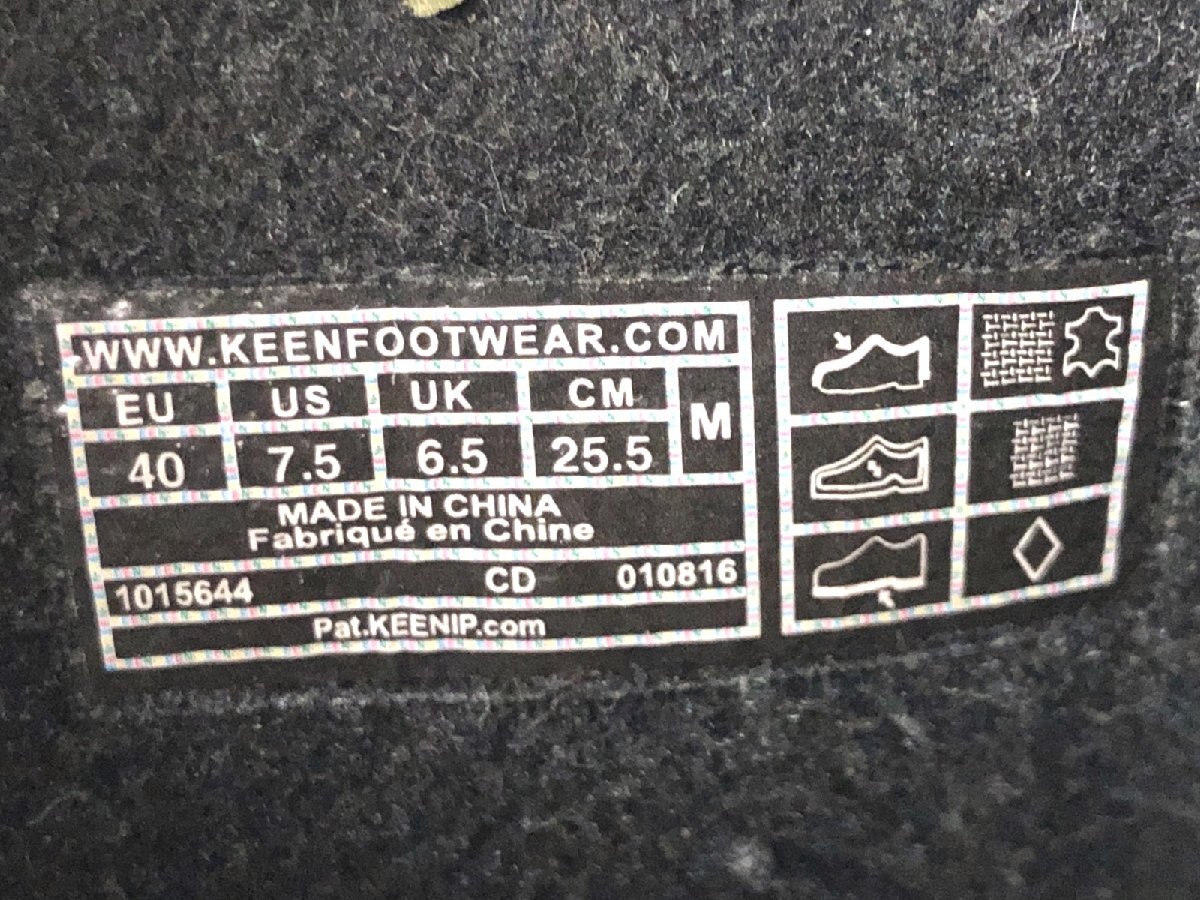 WWW.KEENFOOTWEAR.COM
EU US UK CM M
40 7.5 6.5 25.5
MADE IN CHINA
Fabriqué en Chine
1015644 CD 010816
Pat.KEENIP.com